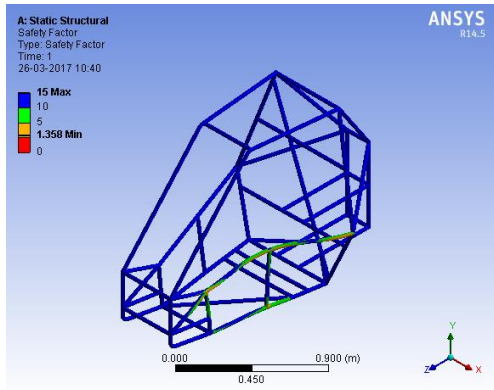 A: Static Structural
Safety Factor
Type: Safety Factor
Time: 1
26-03-2017 10:40
15 Max
10
5
1.358 Min
0
ANSYS
R14.5
0.000
0.900 (m)
0.450
Y
Z
X